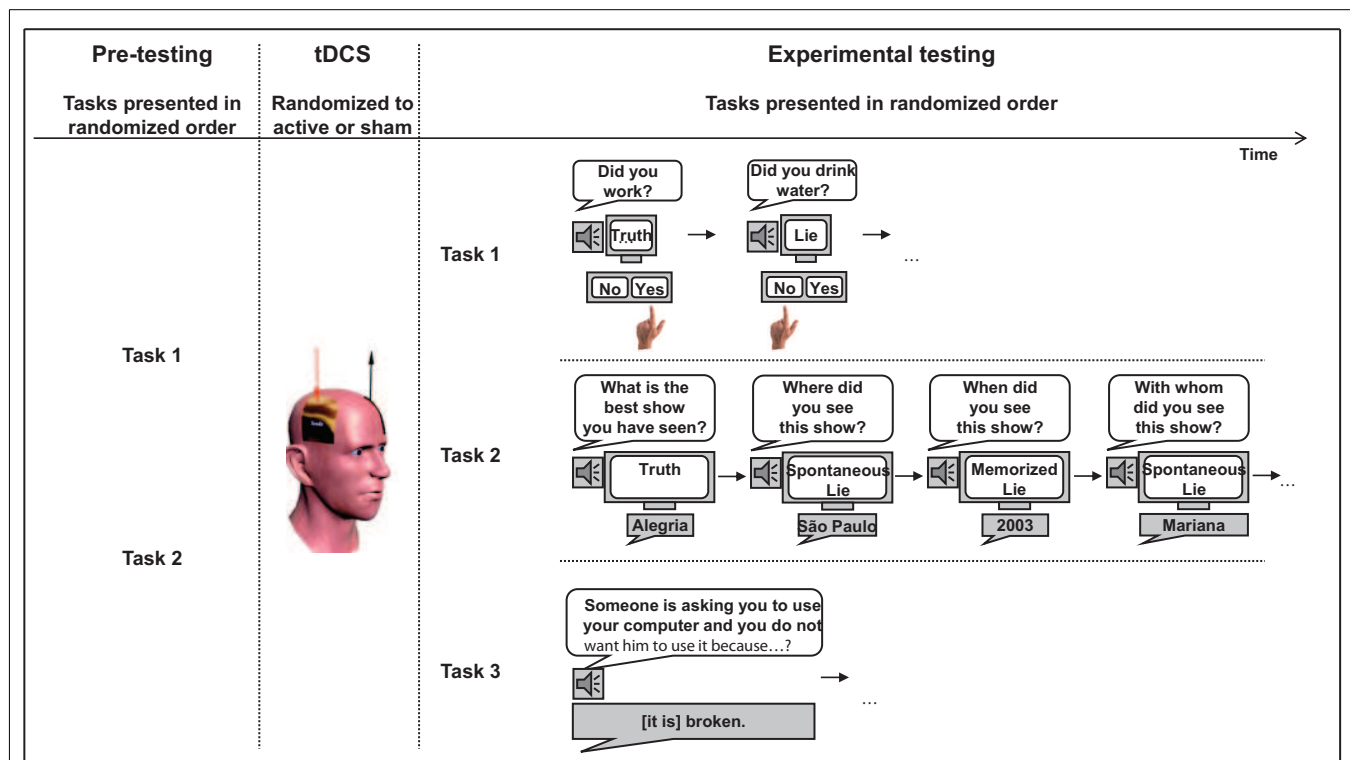 Pre-testing
tDCS
Experimental testing
Tasks presented in
randomized order
Randomized to
active or sham
Tasks presented in randomized order
Time
Did you
work?
Did you drink
water?
Truth
...
Lie
Task 1
...
No Yes
No Yes
Task 1
What is the
best show
you have seen?
Where did
you see
this show?
When did
you see
this show?
With whom
did you see
this show?
Task 2
Truth
Spontaneous
Lie
Memorized
Lie
Spontaneous
Lie
...
Alegria
São Paulo
2003
Mariana
Task 2
Someone is asking you to use
your computer and you do not
want him to use it because...?
Task 3
...
[it is] broken.